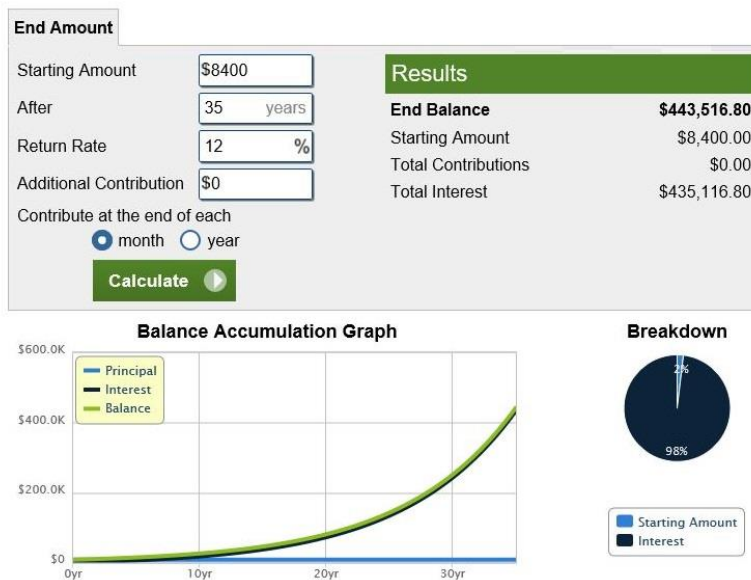 End Amount
Starting Amount $8400
After 35 years
Return Rate 12 %
Additional Contribution $0
Contribute at the end of each
month year
Calculate
Results
End Balance $443,516.80
Starting Amount $8,400.00
Total Contributions $0.00
Total Interest $435,116.80
Balance Accumulation Graph
$600.0K
$400.0K
$200.0K
$0
0yr 10yr 20yr 30yr
Principal
Interest
Balance
Breakdown
2%
98%
Starting Amount
Interest